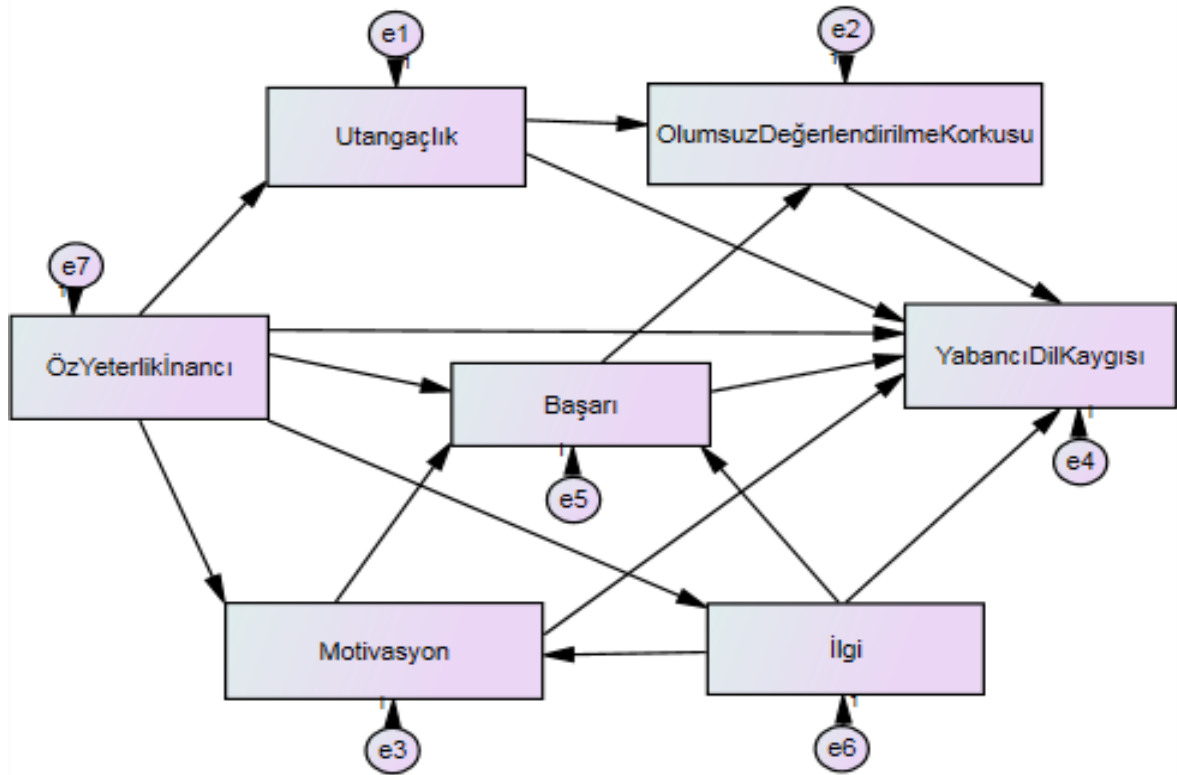 e1
e2
Utangaçlık
OlumsuzDeğerlendirilmeKorkusu
e7
ÖzYeterlikİnancı
YabancıDilKaygısı
Başarı
e4
e5
Motivasyon
İlgi
e3
e6